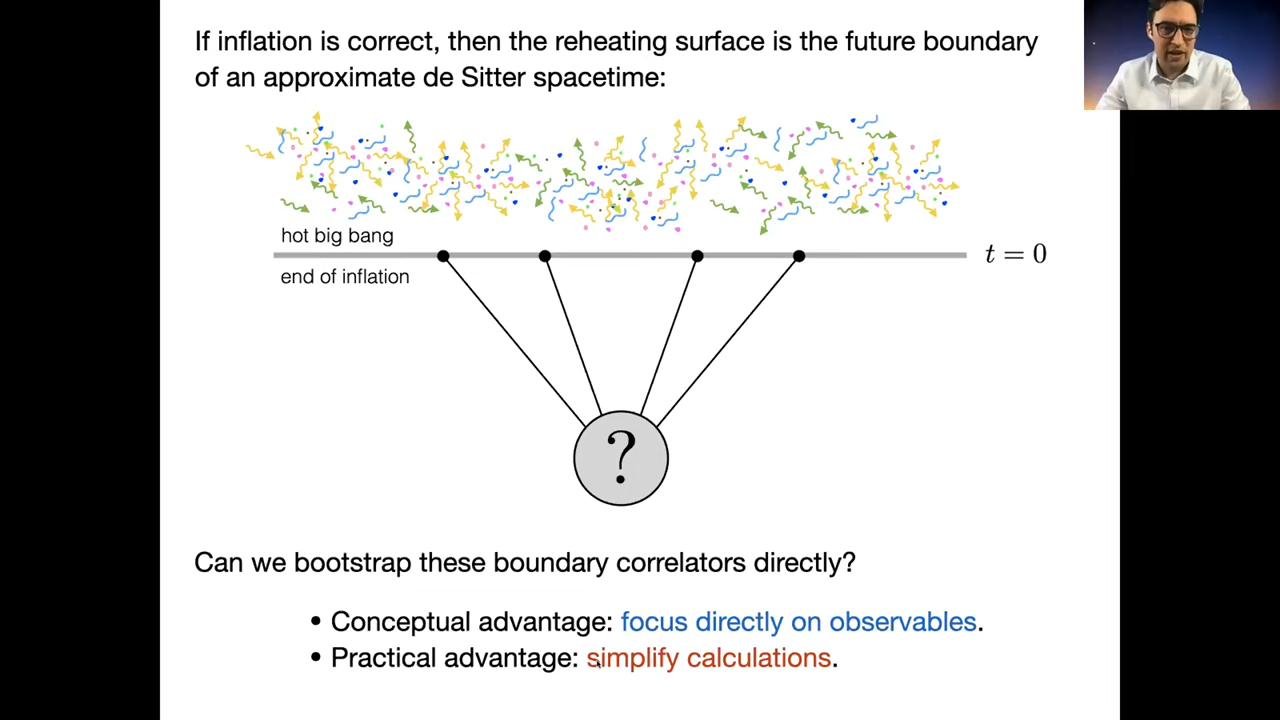 If inflation is correct, then the reheating surface is the future boundary
of an approximate de Sitter spacetime:
hot big bang
t = 0
end of inflation
?
Can we bootstrap these boundary correlators directly?
• Conceptual advantage: focus directly on observables.
• Practical advantage: simplify calculations.